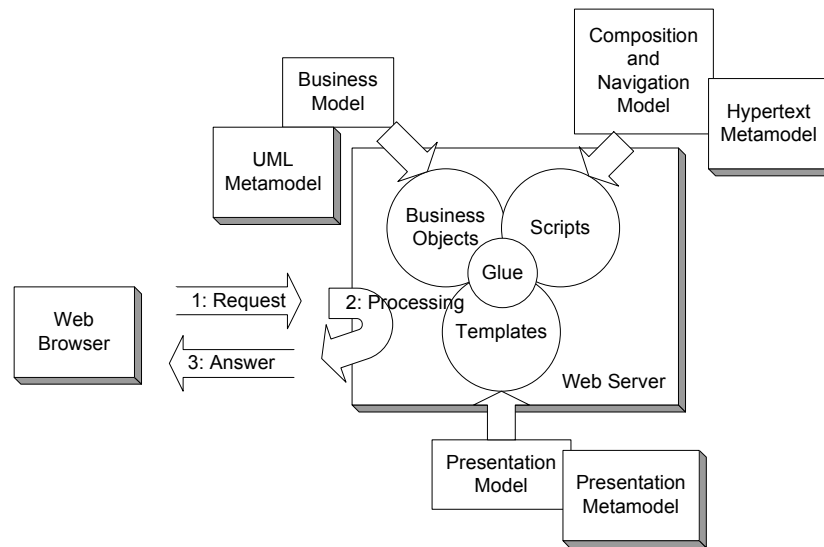 Composition
and
Navigation
Model
Business
Model
Hypertext
Metamodel
UML
Metamodel
Business
Objects
Scripts
Glue
1: Request
2: Processing
Web
Browser
Templates
3: Answer
Web Server
Presentation
Model
Presentation
Metamodel